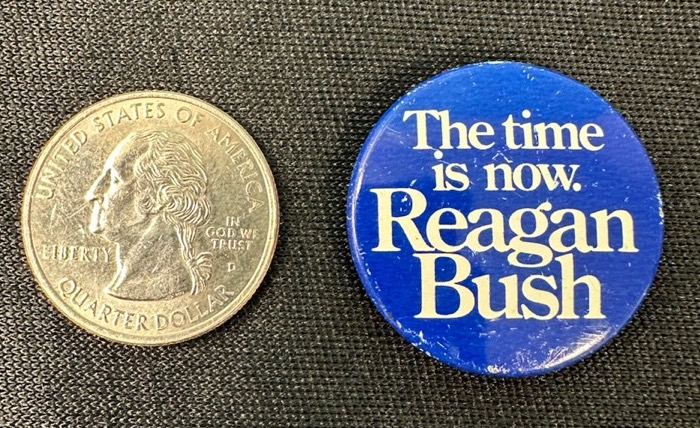 UNITED STATES OF AMERICA
LIBERTY
IN
GOD WE
TRUST
D
QUARTER DOLLAR
The time
is now.
Reagan
Bush